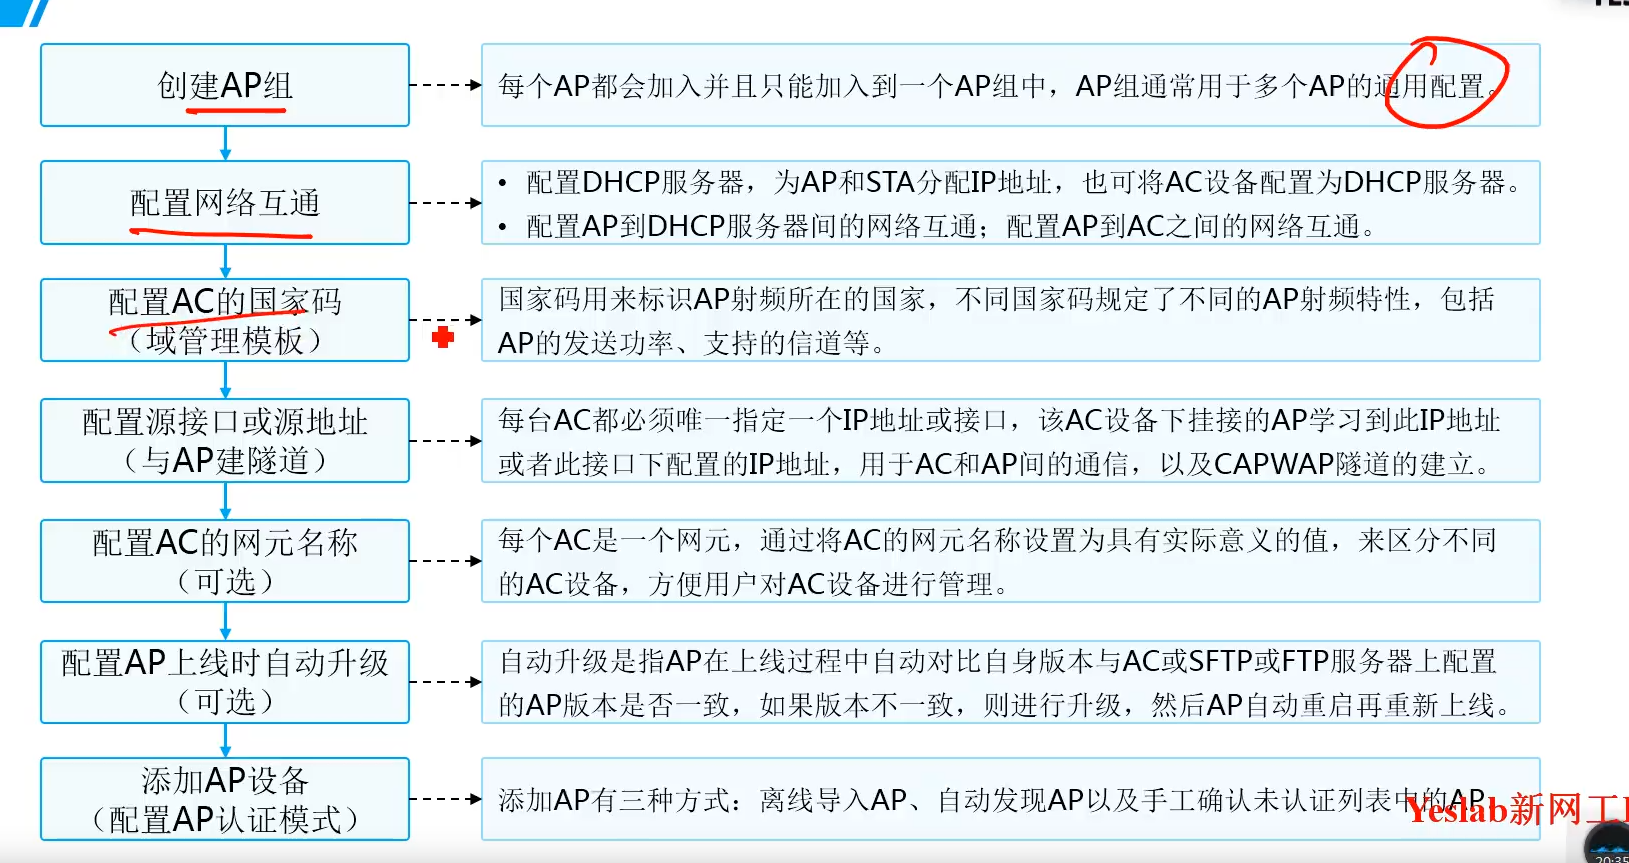 创建AP组
每个AP都会加入并且只能加入到一个AP组中，AP组通常用于多个AP的通用配置。
配置网络互通
• 配置DHCP服务器，为AP和STA分配IP地址，也可将AC设备配置为DHCP服务器。
• 配置AP到DHCP服务器间的网络互通；配置AP到AC之间的网络互通。
配置AC的国家码
（域管理模板）
国家码用来标识AP射频所在的国家，不同国家码规定了不同的AP射频特性，包括
AP的发送功率、支持的信道等。
配置源接口或源地址
（与AP建隧道）
每台AC都必须唯一指定一个IP地址或接口，该AC设备下挂接的AP学习到此IP地址
或者此接口下配置的IP地址，用于AC和AP间的通信，以及CAPWAP隧道的建立。
配置AC的网元名称
（可选）
每个AC是一个网元，通过将AC的网元名称设置为具有实际意义的值，来区分不同
的AC设备，方便用户对AC设备进行管理。
配置AP上线时自动升级
（可选）
自动升级是指AP在上线过程中自动对比自身版本与AC或SFTP或FTP服务器上配置
的AP版本是否一致，如果版本不一致，则进行升级，然后AP自动重启再重新上线。
添加AP设备
（配置AP认证模式）
添加AP有三种方式：离线导入AP、自动发现AP以及手工确认未认证列表中的AP
Yeslab新网工
20:35